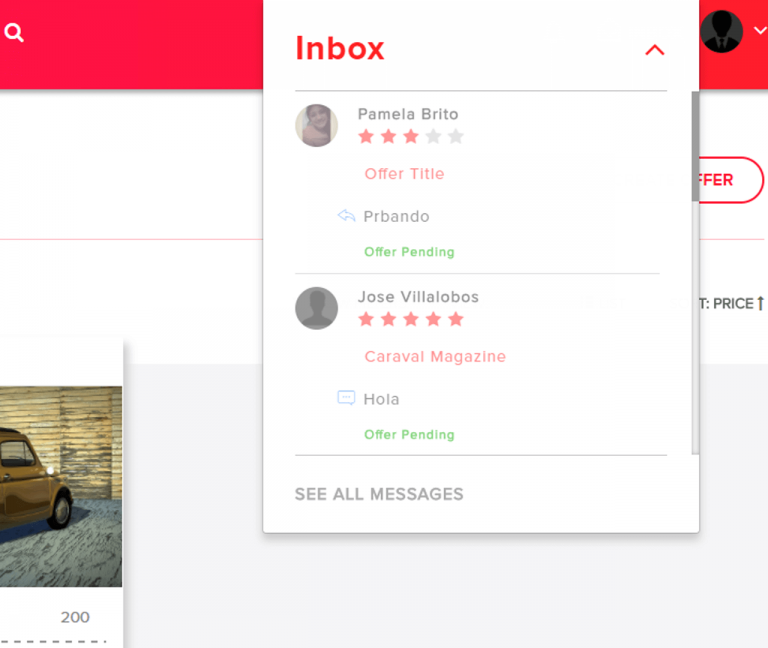 Inbox
Pamela Brito
Offer Title
Prbando
Offer Pending
Jose Villalobos
Caraval Magazine
Hola
Offer Pending
SEE ALL MESSAGES
FFER
T: PRICE
200